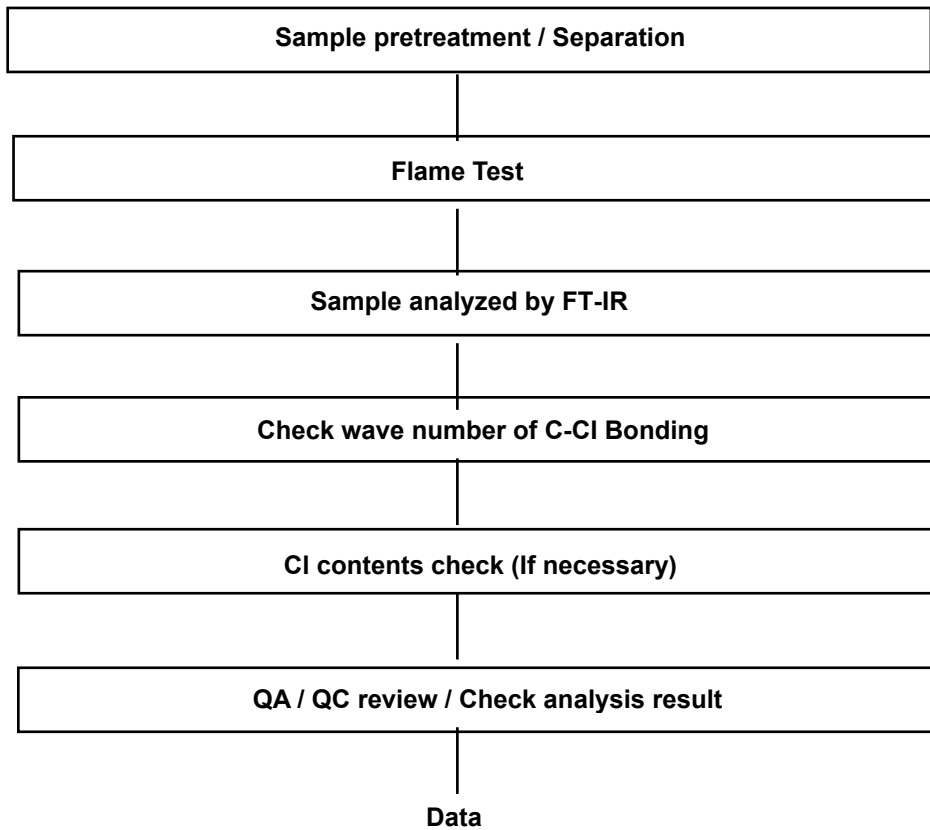 Sample pretreatment / Separation
Flame Test
Sample analyzed by FT-IR
Check wave number of C-Cl Bonding
Cl contents check (If necessary)
QA / QC review / Check analysis result
Data